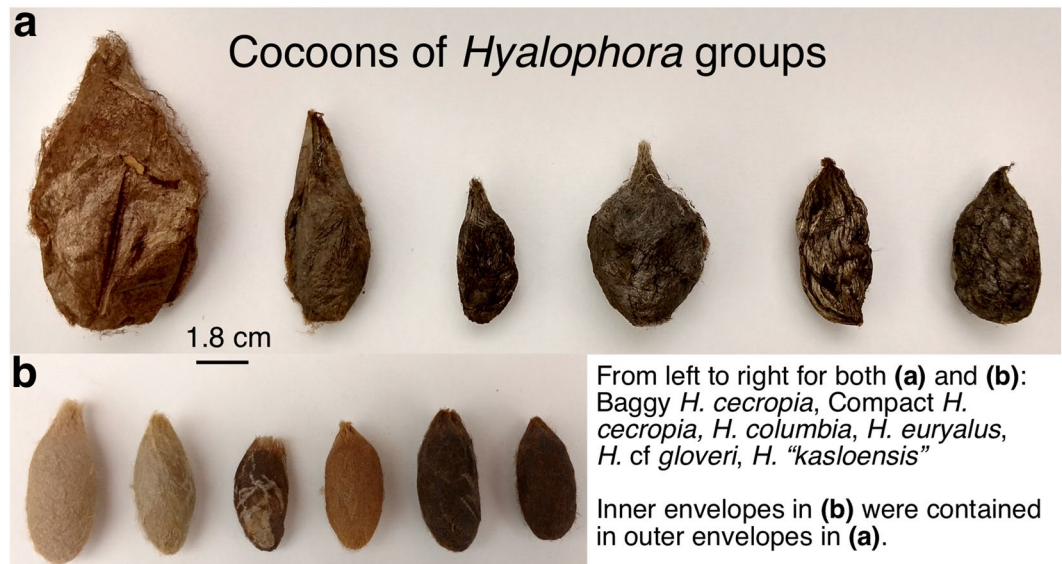 a
Cocoons of Hyalophora groups
1.8 cm
b
From left to right for both (a) and (b):
Baggy H. cecropia, Compact H.
cecropia, H. columbia, H. euryalus,
H. cf gloveri, H. “kasloensis”
Inner envelopes in (b) were contained
in outer envelopes in (a).